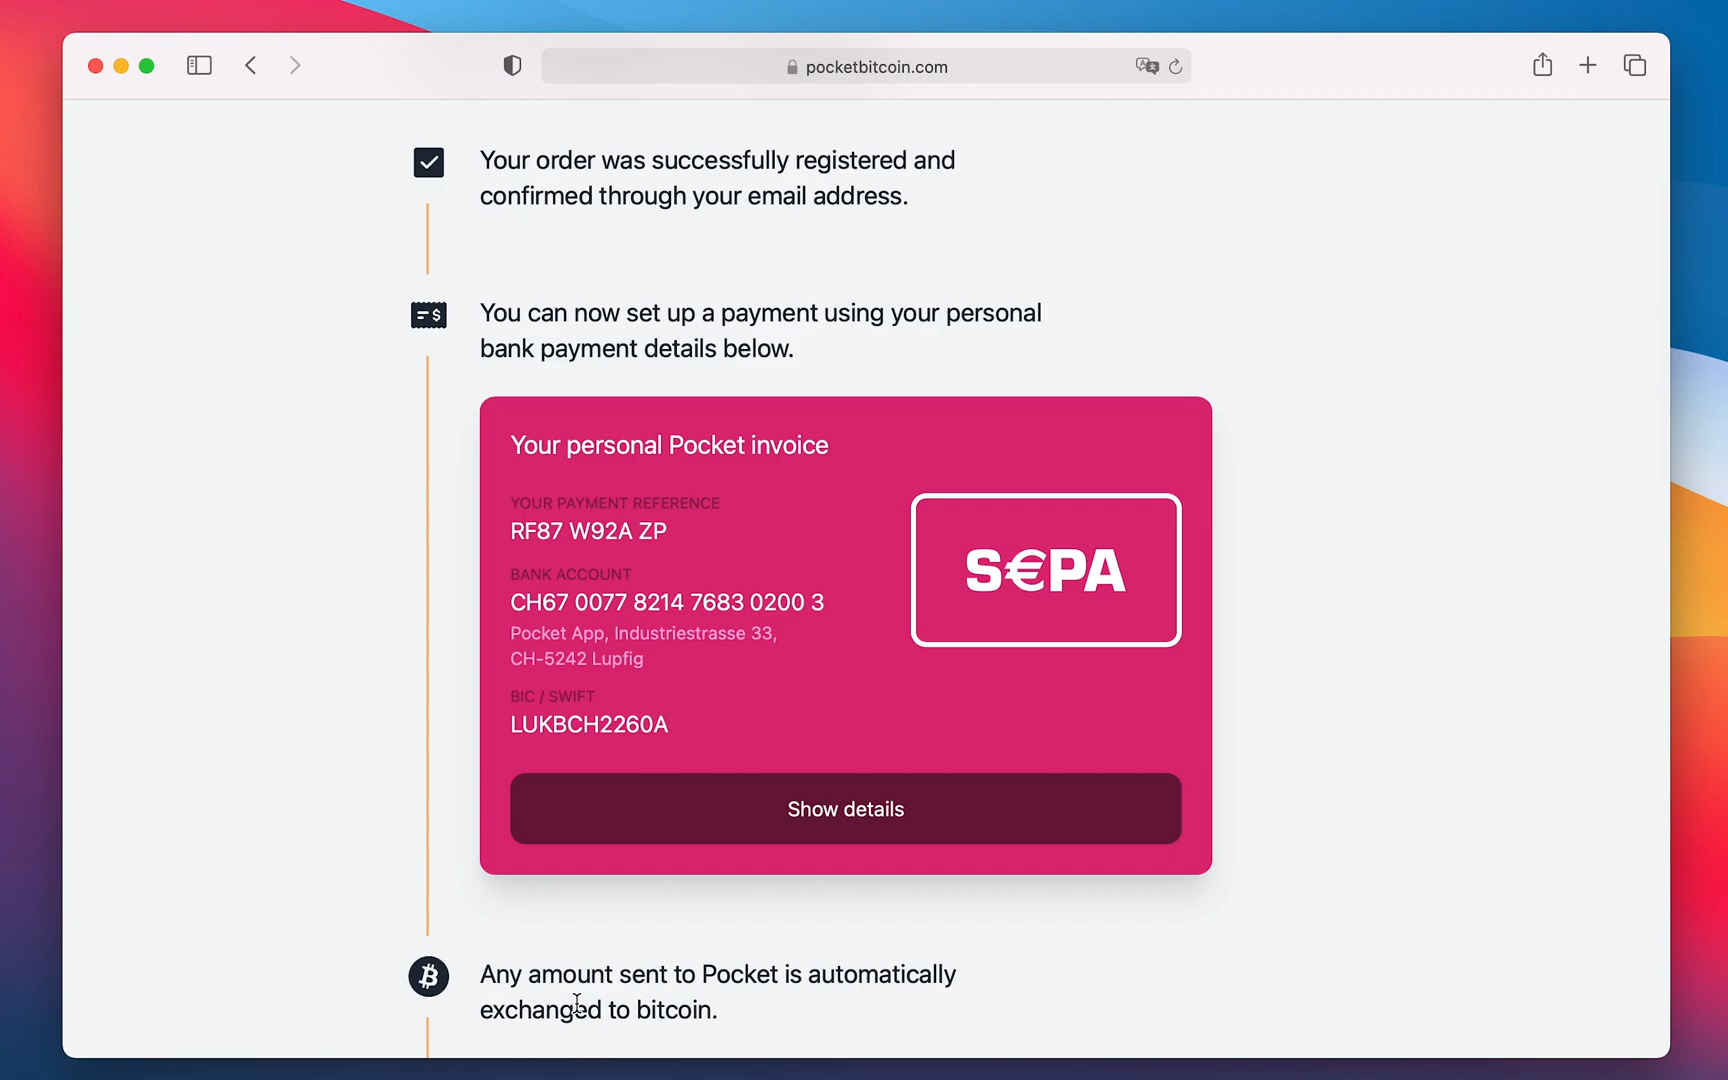 pocketbitcoin.com
Your order was successfully registered and
confirmed through your email address.
You can now set up a payment using your personal
bank payment details below.
Your personal Pocket invoice
YOUR PAYMENT REFERENCE
RF87 W92A ZP
BANK ACCOUNT
CH67 0077 8214 7683 0200 3
Pocket App, Industriestrasse 33,
CH-5242 Lupfig
BIC / SWIFT
LUKBCH2260A
S€PA
Show details
Any amount sent to Pocket is automatically
exchanged to bitcoin.